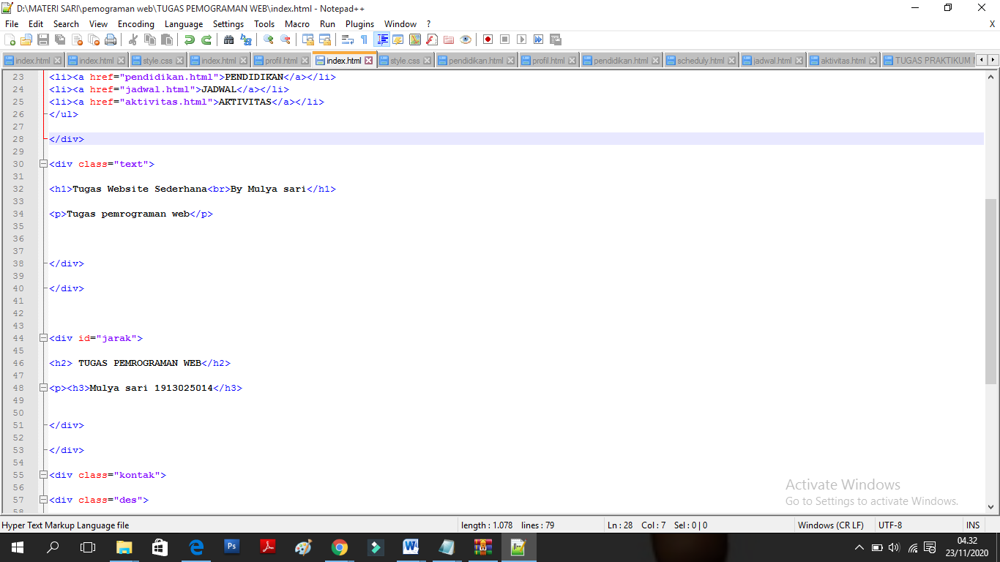 D:\MATERI SARI\pemograman web\TUGAS PEMOGRAMAN WEB\index.html - Notepad++
File Edit Search View Encoding Language Settings Tools Macro Run Plugins Window ? X
index.html index.html style.css index.html profil.html index.html style.css pendidikan.html profil.html pendidikan.html scheduly.html jadwal.html aktivitas.html TUGAS PRAKTIKUM
23 <li><a href="pendidikan.html">PENDIDIKAN</a></li>
24 <li><a href="jadwal.html">JADWAL</a></li>
25 <li><a href="aktivitas.html">AKTIVITAS</a></li>
26 </ul>
27
28 </div>
29
30 <div class="text">
31
32 <h1>Tugas Website Sederhana<br>By Mulya sari</h1>
33
34 <p>Tugas pemrograman web</p>
35
36
37
38 </div>
39
40 </div>
41
42
43
44 <div id="jarak">
45
46 <h2> TUGAS PEMROGRAMAN WEB</h2>
47
48 <p><h3>Mulya sari 1913025014</h3>
49
50
51 </div>
52
53 </div>
54
55 <div class="kontak">
56
57 <div class="des">
58
Activate Windows
Go to Settings to activate Windows.
Hyper Text Markup Language file length : 1.078 lines : 79 Ln : 28 Col : 7 Sel : 0 | 0 Windows (CR LF) UTF-8 INS
04.32
23/11/2020